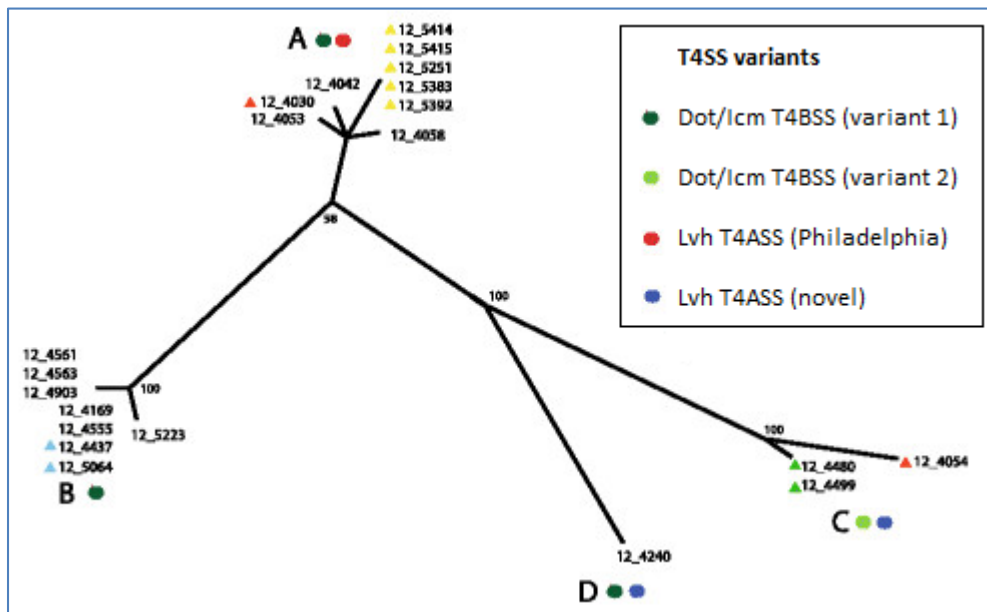 A
12_5414
12_5415
12_5251
12_5383
12_5392
12_4042
12_4030
12_4053
12_4058
98
100
12_4561
12_4563
12_4903
100
12_4169
12_4555
12_4437
12_5064
12_5223
B
100
12_4480
12_4499
12_4054
C
12_4240
D
T4SS variants
Dot/Icm T4BSS (variant 1)
Dot/Icm T4BSS (variant 2)
Lvh T4ASS (Philadelphia)
Lvh T4ASS (novel)